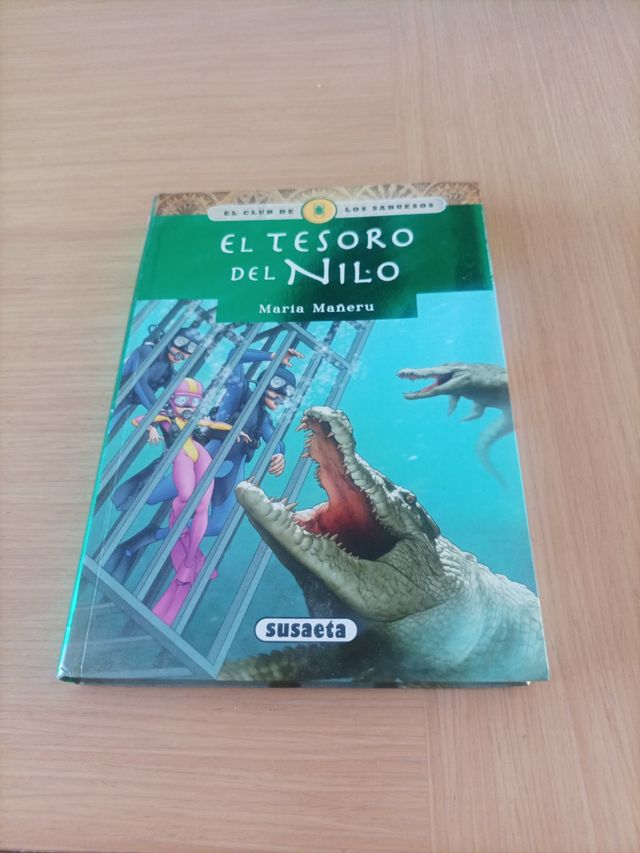 EL CLUB DE LOS SABUESOS
EL TESORO
DEL NILO
María Mañeru
susaeta